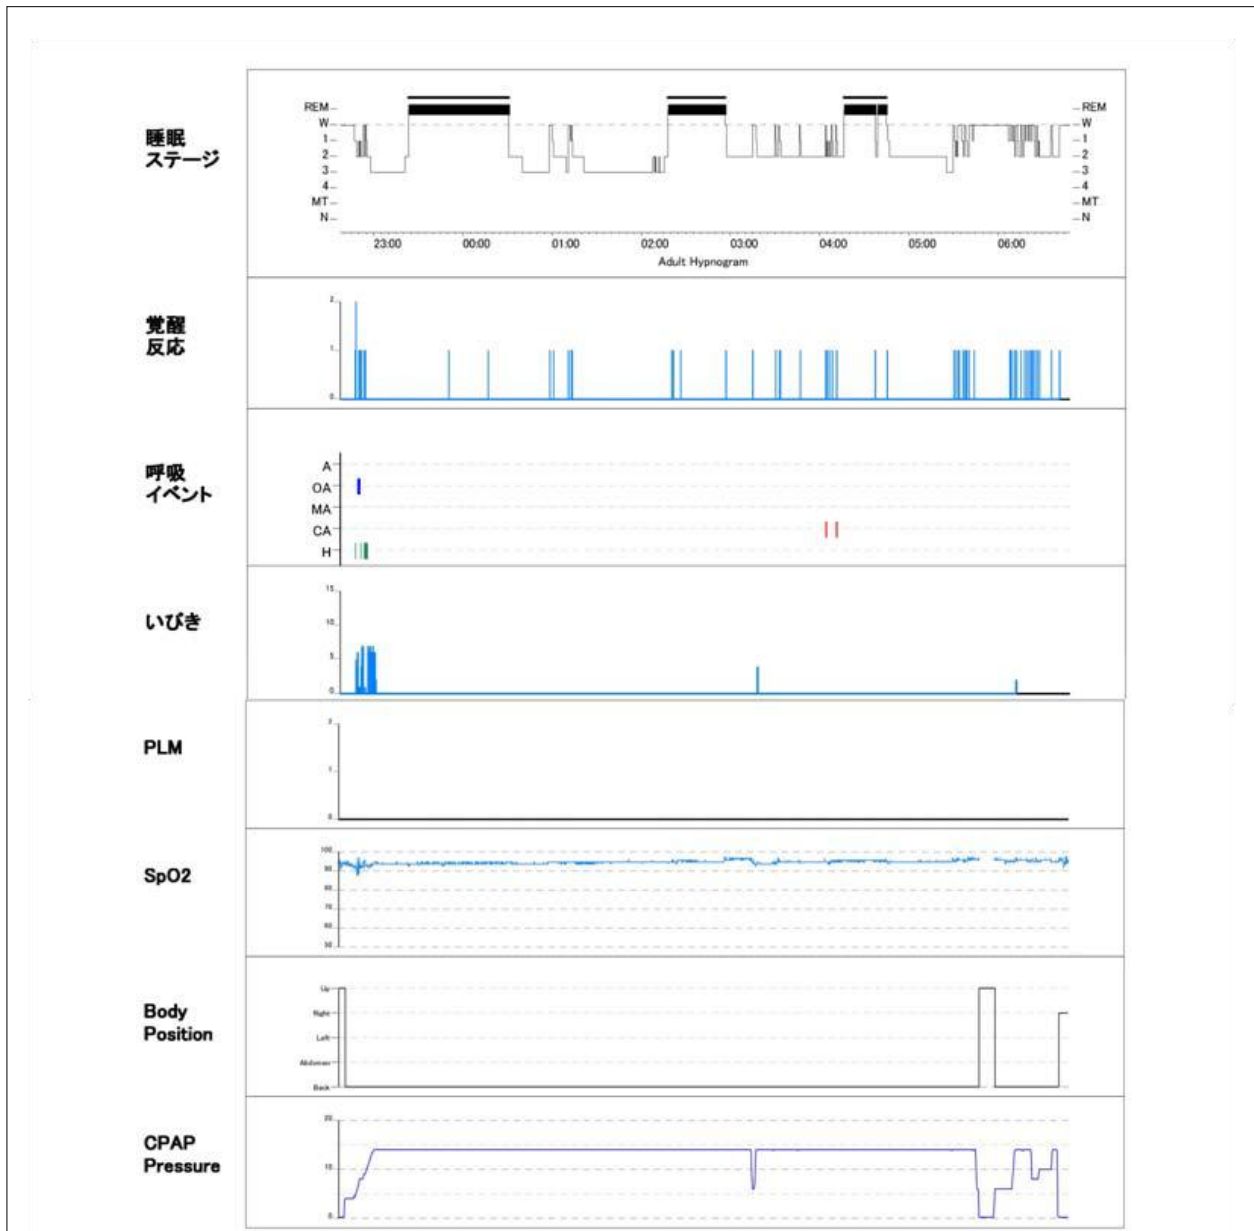 睡眠
ステージ
REM
W
1
2
3
4
MT
N
REM
W
1
2
3
4
MT
N
23:00 00:00 01:00 02:00 03:00 04:00 05:00 06:00
Adult Hypnogram
覚醒
反応
2
1
0
呼吸
イベント
A
OA
MA
CA
H
いびき
15
10
5
0
PLM
2
1
0
SpO2
100
90
80
70
60
50
Body
Position
Up
Right
Left
Abdomen
Back
CPAP
Pressure
20
10
0